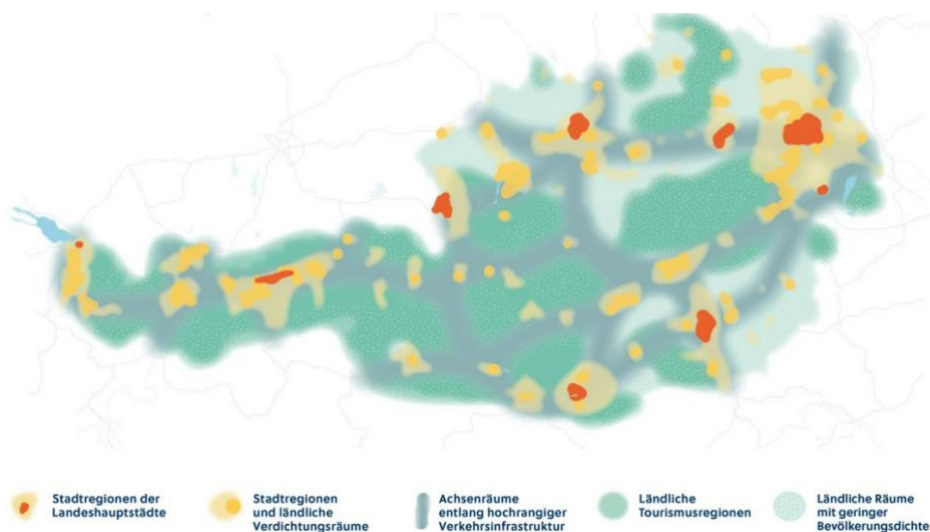 Stadtregionen der
Landeshauptstädte
Stadtregionen
und ländliche
Verdichtungsräume
Achsenräume
entlang hochrangiger
Verkehrsinfrastruktur
Ländliche
Tourismusregionen
Ländliche Räume
mit geringer
Bevölkerungsdichte